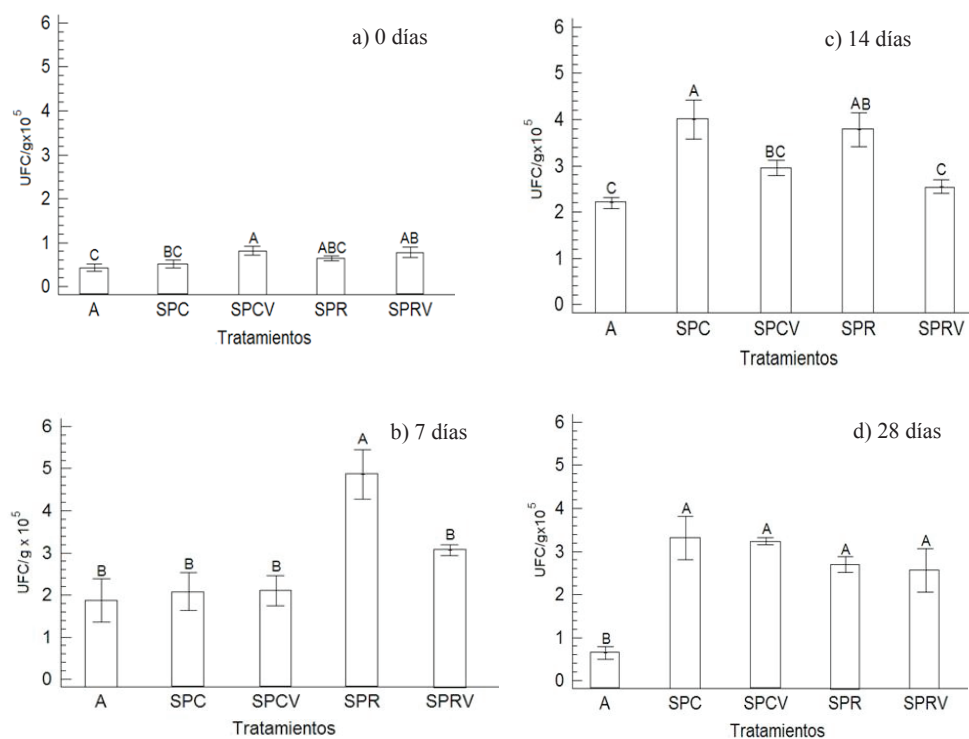 a) 0 días
UFC/gx10^5
6
5
4
3
2
1
0
C
BC
A
ABC
AB
A
SPC
SPCV
SPR
SPRV
Tratamientos
c) 14 días
UFC/gx10^5
6
5
4
3
2
1
0
C
A
BC
AB
C
A
SPC
SPCV
SPR
SPRV
Tratamientos
b) 7 días
UFC/g x 10^5
6
5
4
3
2
1
0
B
B
B
A
B
A
SPC
SPCV
SPR
SPRV
Tratamientos
d) 28 días
UFC/gx10^5
6
5
4
3
2
1
0
B
A
A
A
A
A
SPC
SPCV
SPR
SPRV
Tratamientos